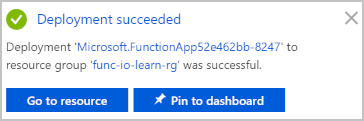 Deployment succeeded
Deployment 'Microsoft.FunctionApp52e462bb-8247' to
resource group 'func-io-learn-rg' was successful.
Go to resource
Pin to dashboard